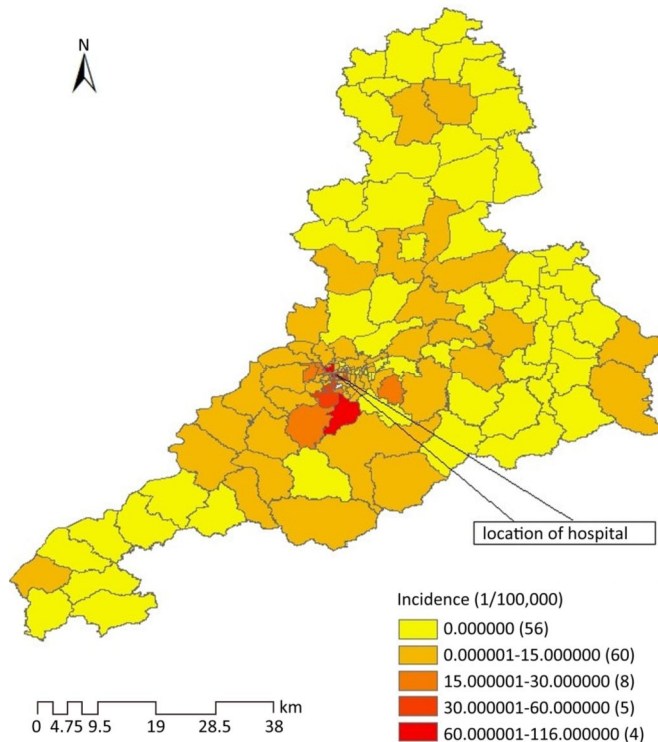 N
location of hospital
Incidence (1/100,000)
0.000000 (56)
0.000001-15.000000 (60)
15.000001-30.000000 (8)
30.000001-60.000000 (5)
60.000001-116.000000 (4)
km
0 4.75 9.5 19 28.5 38